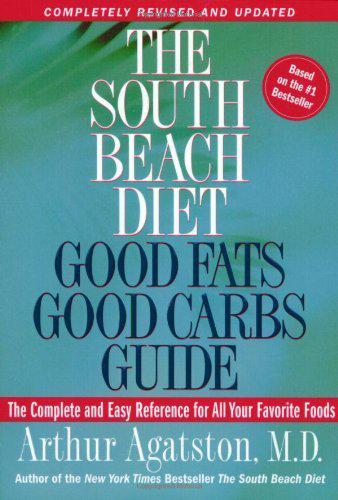 COMPLETELY REVISED AND UPDATED
THE
SOUTH
BEACH
DIET
Based
on the #1
Bestseller
GOOD FATS
GOOD CARBS
GUIDE
The Complete and Easy Reference for All Your Favorite Foods
Arthur Agatston, M.D.
Author of the New York Times Bestseller The South Beach Diet